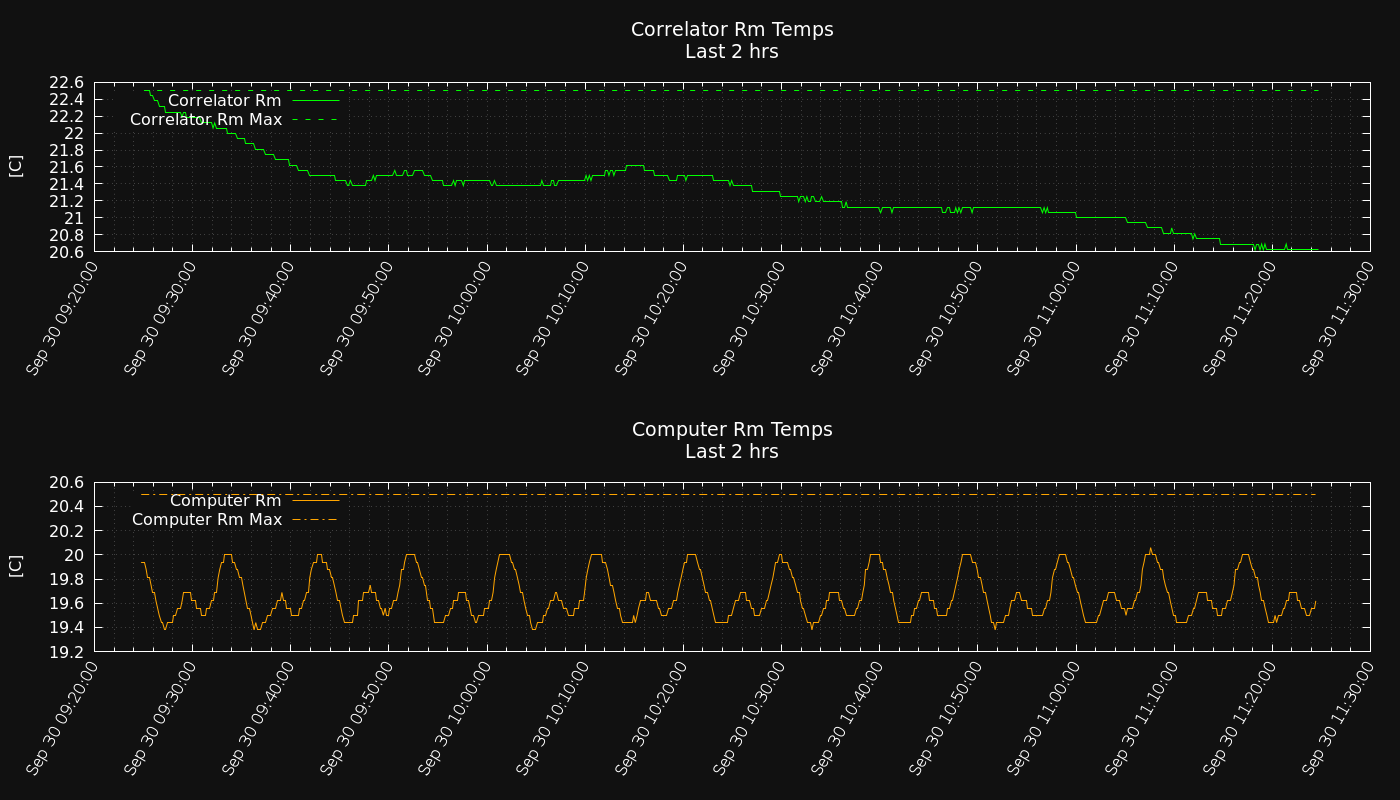 Correlator Rm Temps
Last 2 hrs
[C]
22.6
22.4
22.2
22
21.8
21.6
21.4
21.2
21
20.8
20.6
Correlator Rm
Correlator Rm Max
Sep 30 09:20:00
Sep 30 09:30:00
Sep 30 09:40:00
Sep 30 09:50:00
Sep 30 10:00:00
Sep 30 10:10:00
Sep 30 10:20:00
Sep 30 10:30:00
Sep 30 10:40:00
Sep 30 10:50:00
Sep 30 11:00:00
Sep 30 11:10:00
Sep 30 11:20:00
Sep 30 11:30:00
Computer Rm Temps
Last 2 hrs
[C]
20.6
20.4
20.2
20
19.8
19.6
19.4
19.2
Computer Rm
Computer Rm Max
Sep 30 09:20:00
Sep 30 09:30:00
Sep 30 09:40:00
Sep 30 09:50:00
Sep 30 10:00:00
Sep 30 10:10:00
Sep 30 10:20:00
Sep 30 10:30:00
Sep 30 10:40:00
Sep 30 10:50:00
Sep 30 11:00:00
Sep 30 11:10:00
Sep 30 11:20:00
Sep 30 11:30:00